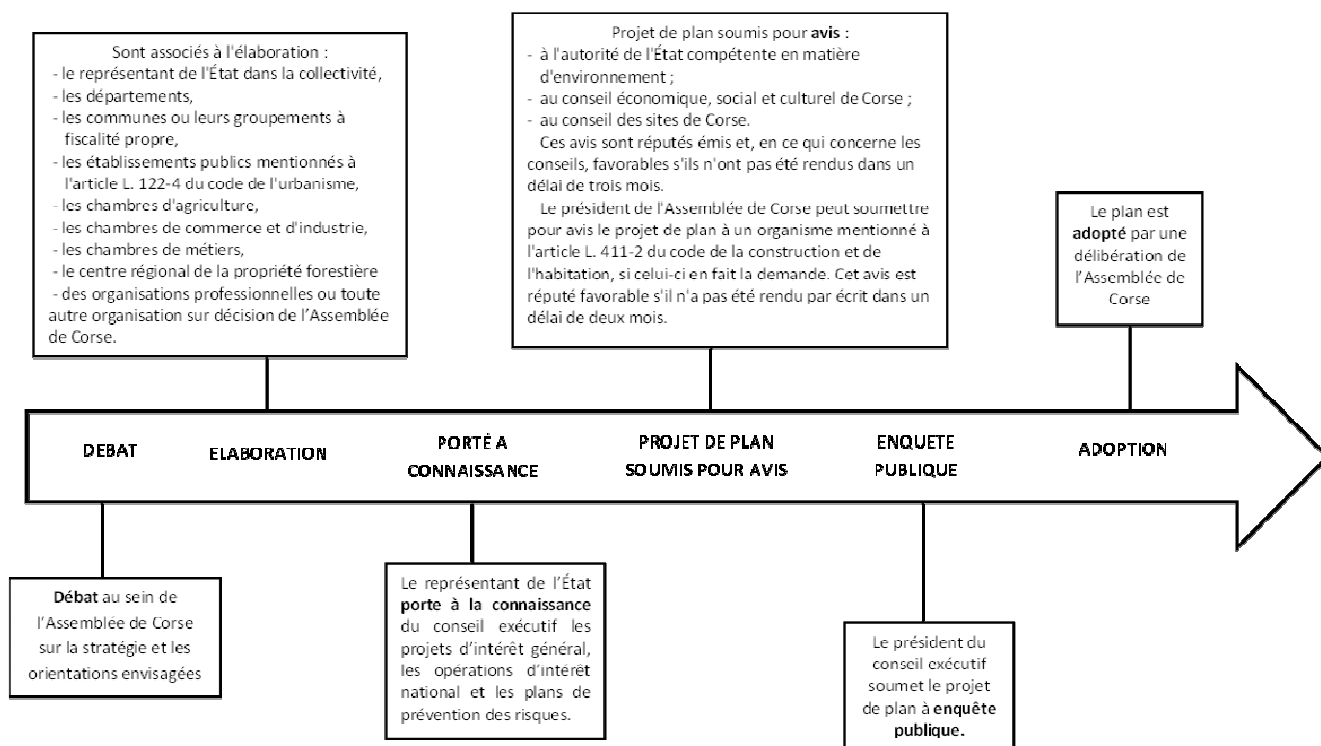 Sont associés à l'élaboration :
- le représentant de l'État dans la collectivité,
- les départements,
- les communes ou leurs groupements à
fiscalité propre,
- les établissements publics mentionnés à
l'article L. 122-4 du code de l'urbanisme,
- les chambres d'agriculture,
- les chambres de commerce et d'industrie,
- les chambres de métiers,
- le centre régional de la propriété forestière
- des organisations professionnelles ou toute
autre organisation sur décision de l'Assemblée
de Corse.
Projet de plan soumis pour avis :
- à l'autorité de l'État compétente en matière
d'environnement ;
- au conseil économique, social et culturel de Corse ;
- au conseil des sites de Corse.
Ces avis sont réputés émis et, en ce qui concerne les
conseils, favorables s'ils n'ont pas été rendus dans un
délai de trois mois.
Le président de l'Assemblée de Corse peut soumettre
pour avis le projet de plan à un organisme mentionné à
l'article L. 411-2 du code de la construction et de
l'habitation, si celui-ci en fait la demande. Cet avis est
réputé favorable s'il n'a pas été rendu par écrit dans un
délai de deux mois.
Le plan est
adopté par une
délibération de
l'Assemblée de
Corse
DEBAT
ELABORATION
PORTÉ A
CONNAISSANCE
PROJET DE PLAN
SOUMIS POUR AVIS
ENQUETE
PUBLIQUE
ADOPTION
Débat au sein de
l'Assemblée de Corse
sur la stratégie et les
orientations envisagées
Le représentant de l'État
porte à la connaissance
du conseil exécutif les
projets d'intérêt général,
les opérations d'intérêt
national et les plans de
prévention des risques.
Le président du
conseil exécutif
soumet le projet
de plan à enquête
publique.